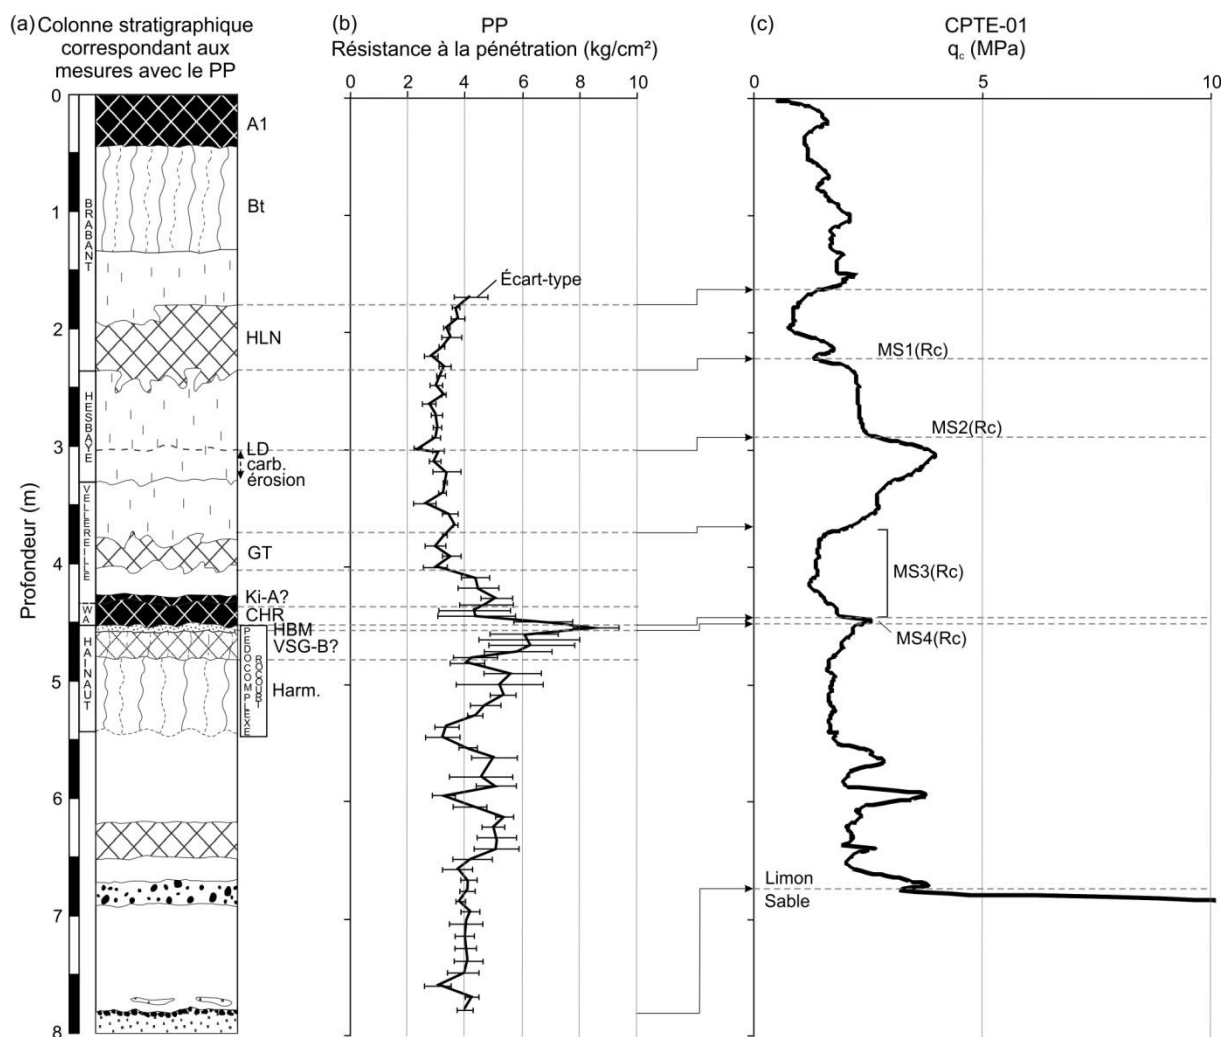 (a) Colonne stratigraphique
correspondant aux
mesures avec le PP
(b) PP
Résistance à la pénétration (kg/cm²)
(c) CPTE-01
qc (MPa)
0 2 4 6 8 10
0 5 10
Profondeur (m)
0
1
2
3
4
5
6
7
8
BRABANT
HESBAYE
VELLEREILLE
WA
HAINAUT
PEDOCOMPLEXE
ROCOURT
A1
Bt
HLN
LD
carb.
érosion
GT
Ki-A?
CHR
HBM
VSG-B?
Harm.
Écart-type
MS1(Rc)
MS2(Rc)
MS3(Rc)
MS4(Rc)
Limon
Sable